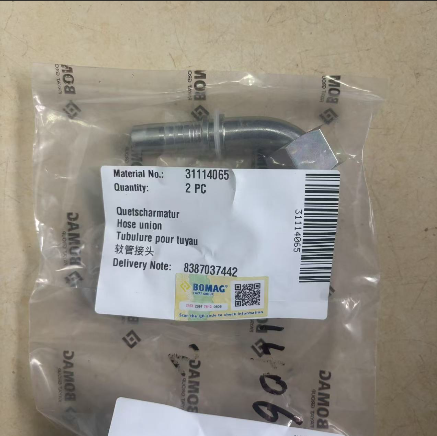 BOMAG
Material No.: 31114065
Quantity: 2 PC
Quetscharmatur
Hose union
Tubulure pour tuyau
软管接头
Delivery Note: 8387037442
31114065
BOMAG
BOMAG
BOMAG
BOMAG